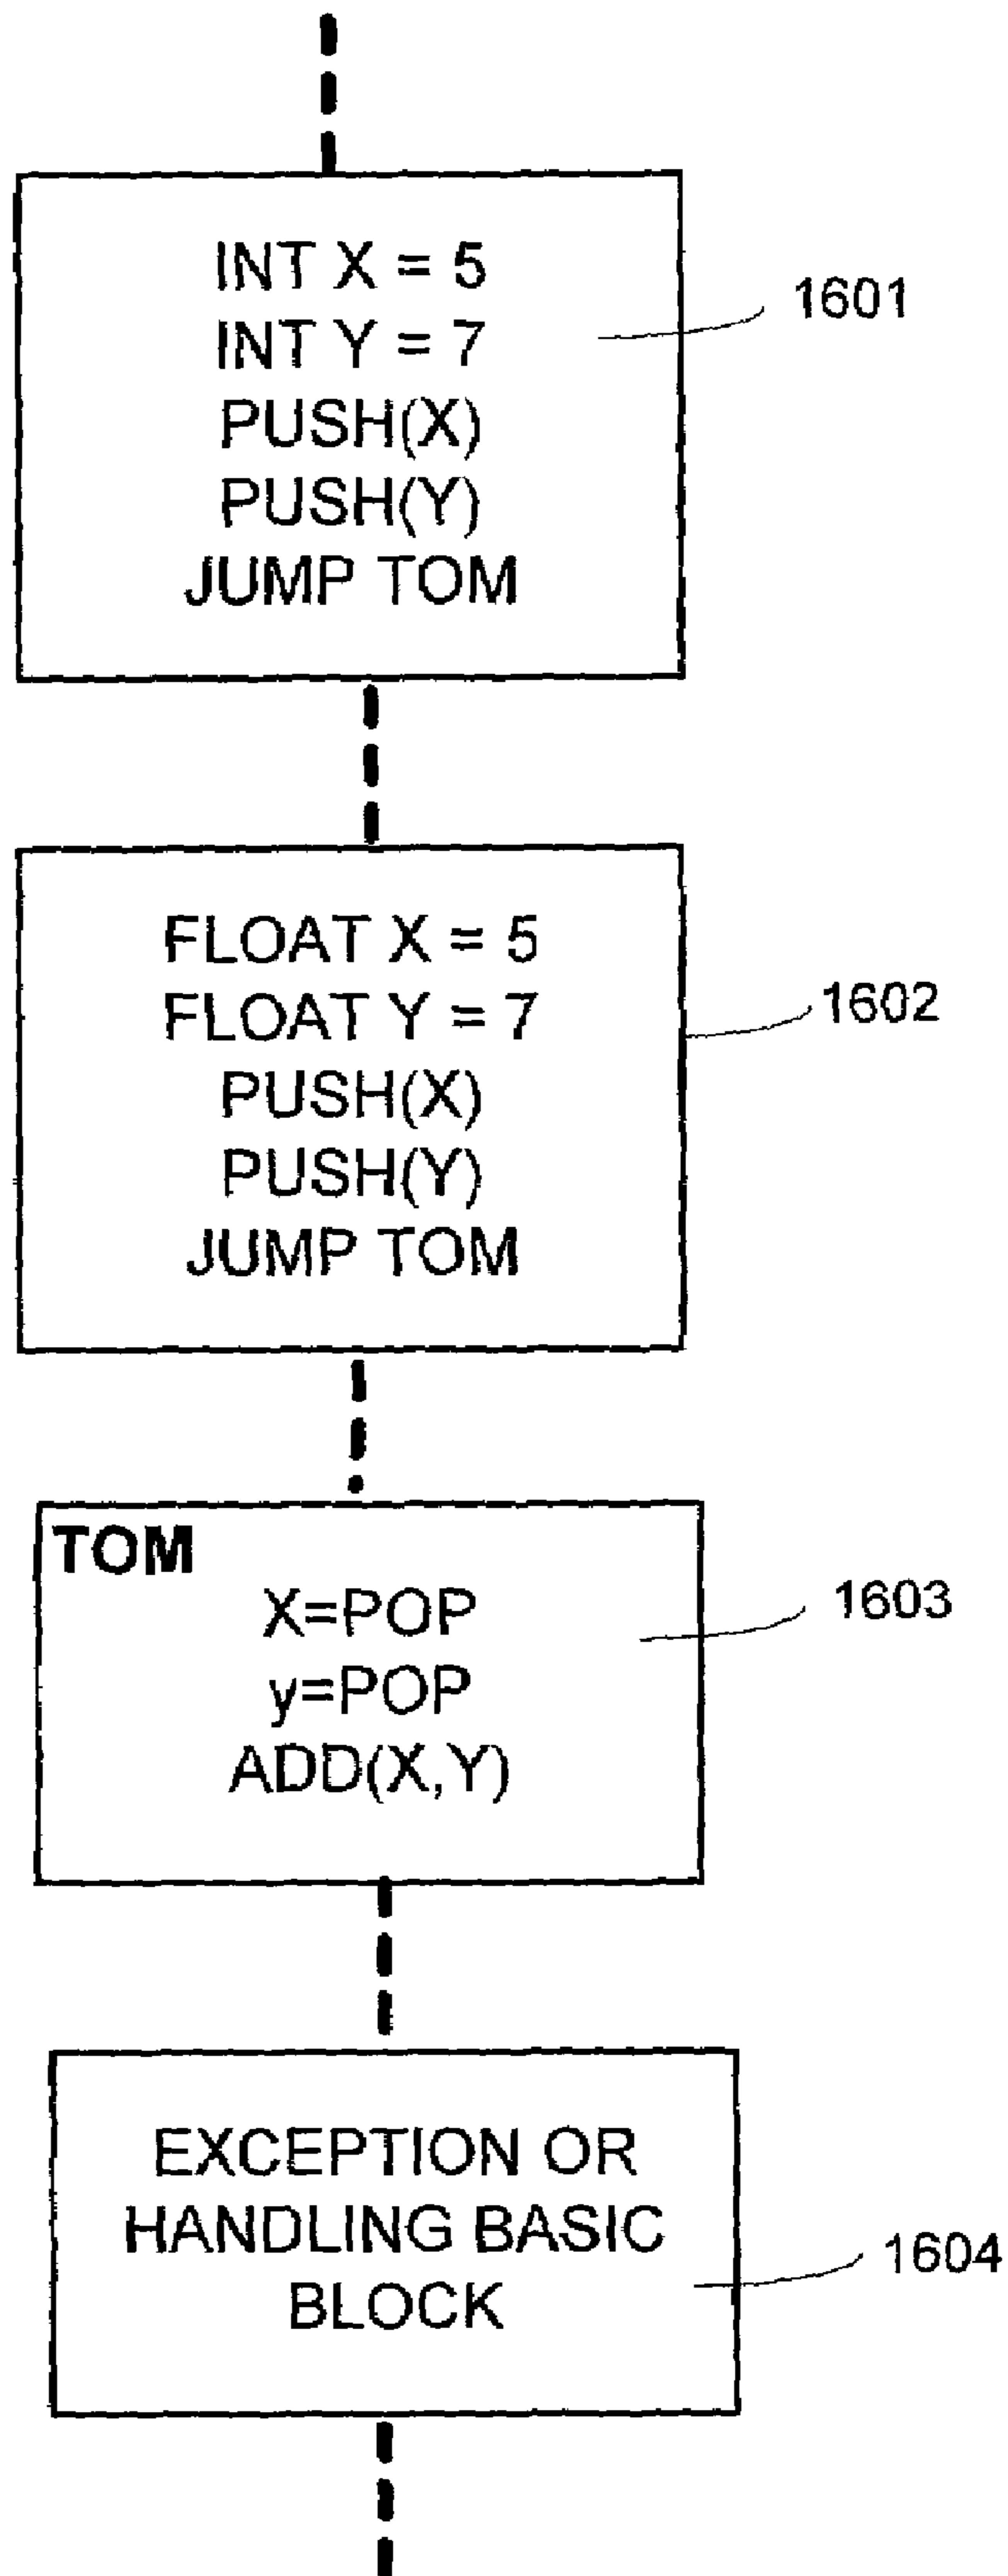 INT X = 5
INT Y = 7
PUSH(X)
PUSH(Y)
JUMP TOM
1601
FLOAT X = 5
FLOAT Y = 7
PUSH(X)
PUSH(Y)
JUMP TOM
1602
TOM
X=POP
y=POP
ADD(X,Y)
1603
EXCEPTION OR
HANDLING BASIC
BLOCK
1604